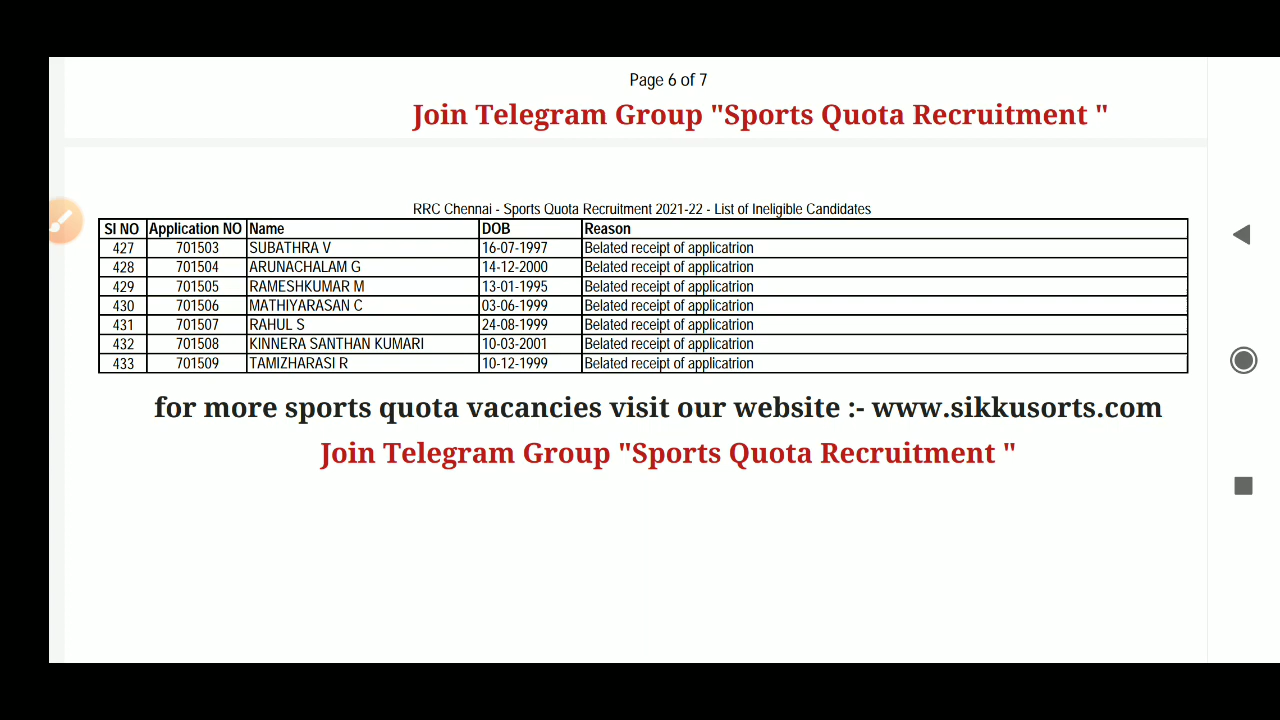 Page 6 of 7
Join Telegram Group "Sports Quota Recruitment "
RRC Chennai - Sports Quota Recruitment 2021-22 - List of Ineligible Candidates
Sl NO Application NO Name DOB Reason
427 701503 SUBATHRA V 16-07-1997 Belated receipt of applicatrion
428 701504 ARUNACHALAM G 14-12-2000 Belated receipt of applicatrion
429 701505 RAMESHKUMAR M 13-01-1995 Belated receipt of applicatrion
430 701506 MATHIYARASAN C 03-06-1999 Belated receipt of applicatrion
431 701507 RAHUL S 24-08-1999 Belated receipt of applicatrion
432 701508 KINNERA SANTHAN KUMARI 10-03-2001 Belated receipt of applicatrion
433 701509 TAMIZHARASI R 10-12-1999 Belated receipt of applicatrion
for more sports quota vacancies visit our website :- www.sikkusorts.com
Join Telegram Group "Sports Quota Recruitment "